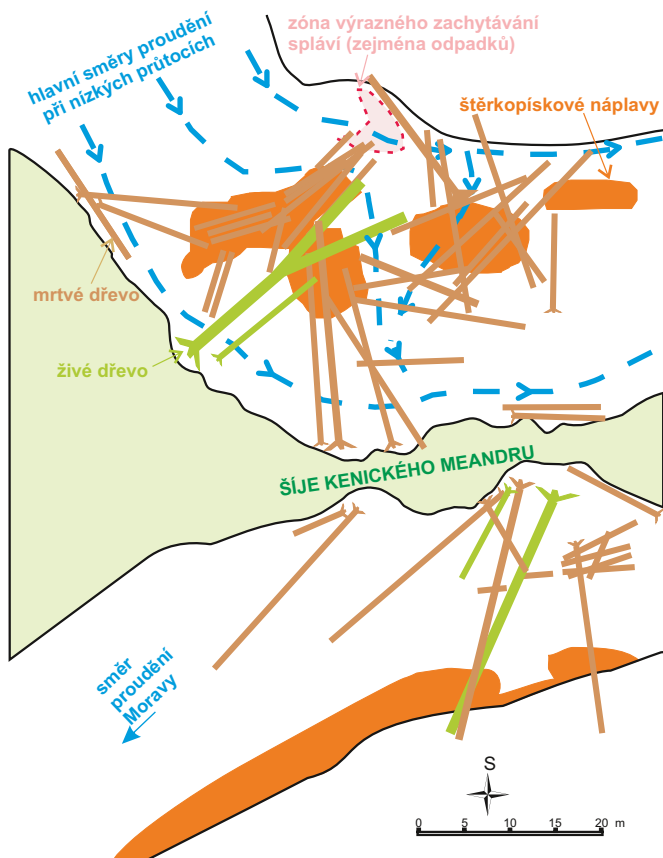 zóna výrazného zachytávání
spláví (zejména odpadků)
hlavní směry proudění
při nízkých průtocích
štěrkopískové náplavy
mrtvé dřevo
živé dřevo
ŠÍJE KENICKÉHO MEANDRU
směr
proudění
Moravy
S
0 5 10 15 20 m